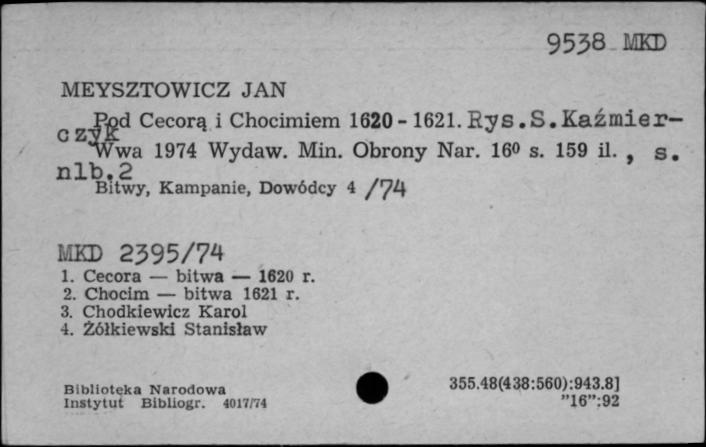 9538 MKD
MEYSZTOWICZ JAN
Pod Cecorą i Chocimiem 1620 - 1621. Rys.S.Kaźmier-
czyk
Wwa 1974 Wydaw. Min. Obrony Nar. 16⁰ s. 159 il. , s.
nlb.2
Bitwy, Kampanie, Dowódcy 4 /74
MKD 2395/74
1. Cecora — bitwa — 1620 r.
2. Chocim — bitwa 1621 r.
3. Chodkiewicz Karol
4. Żółkiewski Stanisław
Biblioteka Narodowa
Instytut Bibliogr. 4017/74
355.48(438:560):943.8]
"16":92